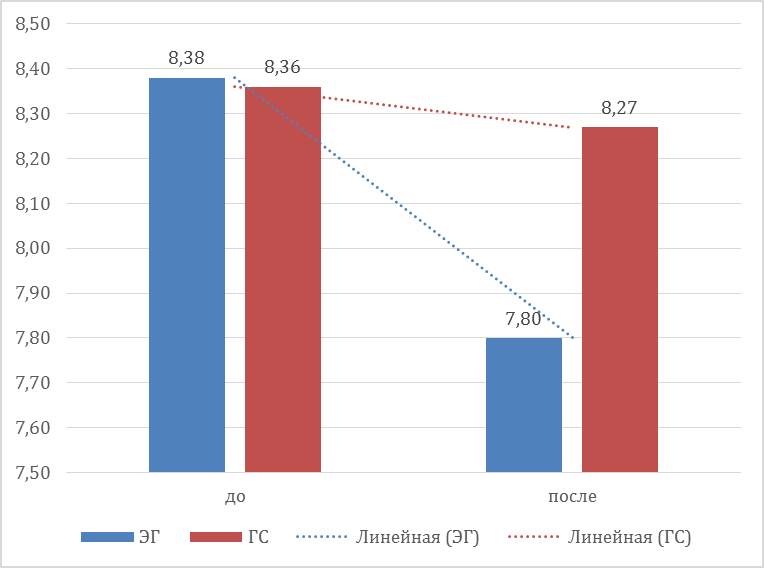 8,50
8,40
8,30
8,20
8,10
8,00
7,90
7,80
7,70
7,60
7,50
8,38
8,36
7,80
8,27
до
после
ЭГ
ГС
Линейная (ЭГ)
Линейная (ГС)